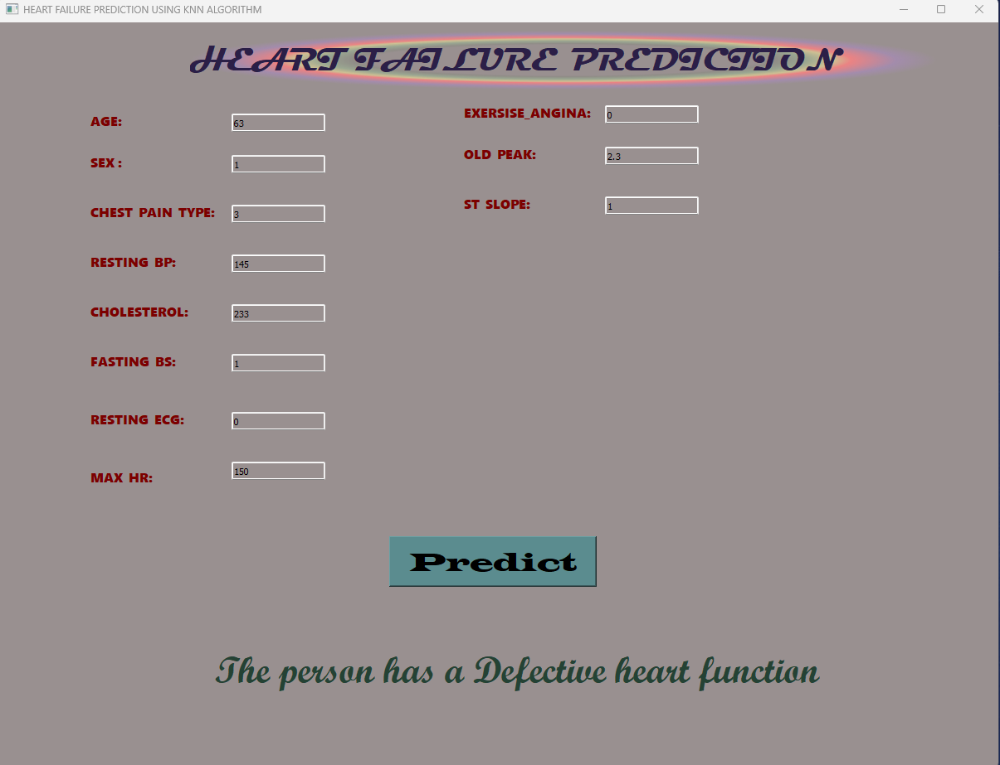 HEART FAILURE PREDICTION USING KNN ALGORITHM
HEART FAILURE PREDICTION
AGE: 63
SEX : 1
CHEST PAIN TYPE: 3
RESTING BP: 145
CHOLESTEROL: 233
FASTING BS: 1
RESTING ECG: 0
MAX HR: 150
EXERSISE_ANGINA: 0
OLD PEAK: 2.3
ST SLOPE: 1
Predict
The person has a Defective heart function